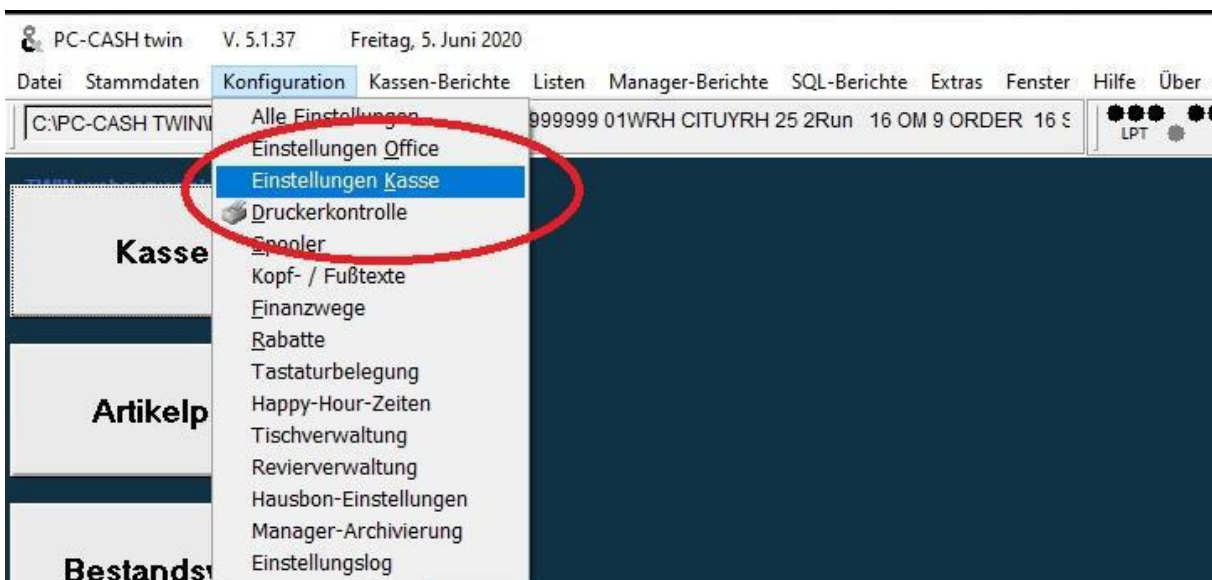 PC-CASH twin V. 5.1.37 Freitag, 5. Juni 2020
Datei Stammdaten Konfiguration Kassen-Berichte Listen Manager-Berichte SQL-Berichte Extras Fenster Hilfe Über
C:\PC-CASH TWIN\ 999999 01WRH CITUYRH 25 2Run 16 OM 9 ORDER 16 S
LPT
Alle Einstellungen
Einstellungen Office
Einstellungen Kasse
Druckerkontrolle
Spooler
Kopf- / Fußtexte
Finanzwege
Rabatte
Tastaturbelegung
Happy-Hour-Zeiten
Tischverwaltung
Revierverwaltung
Hausbon-Einstellungen
Manager-Archivierung
Einstellungslog
Kasse
Artikelp
Bestands